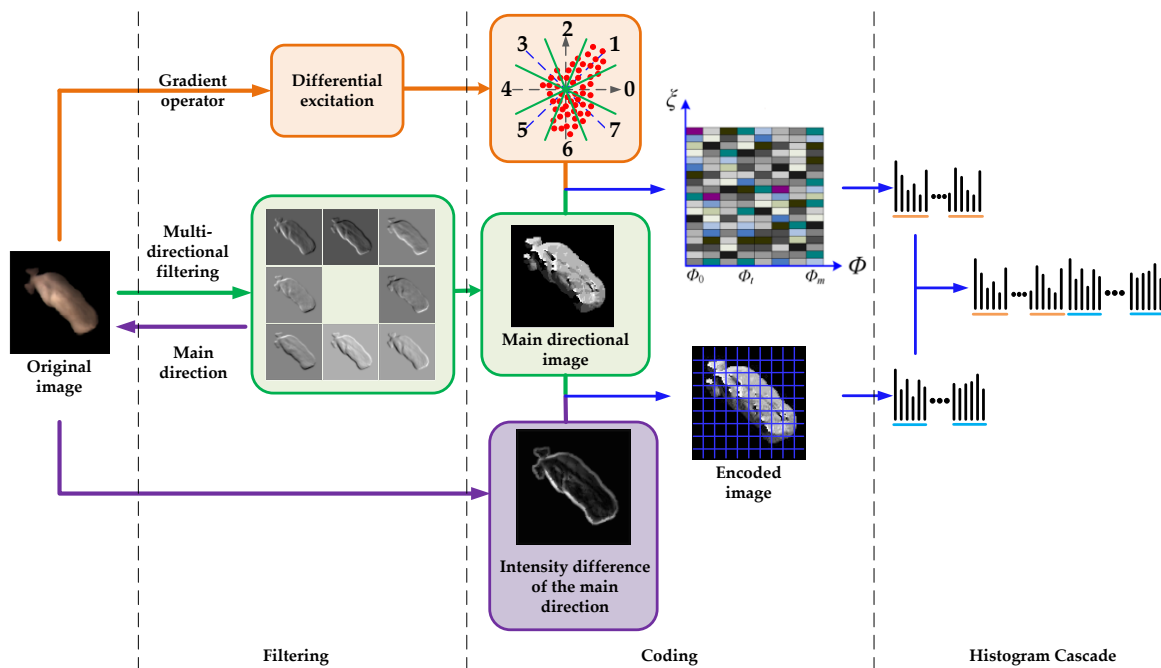 Gradient
operator
Differential
excitation
2
3
1
4
0
5
7
6
ξ
Φ
Φ0
Φt
Φm
Multi-
directional
filtering
Main
direction
Original
image
Main directional
image
Encoded
image
Intensity difference
of the main
direction
Filtering
Coding
Histogram Cascade